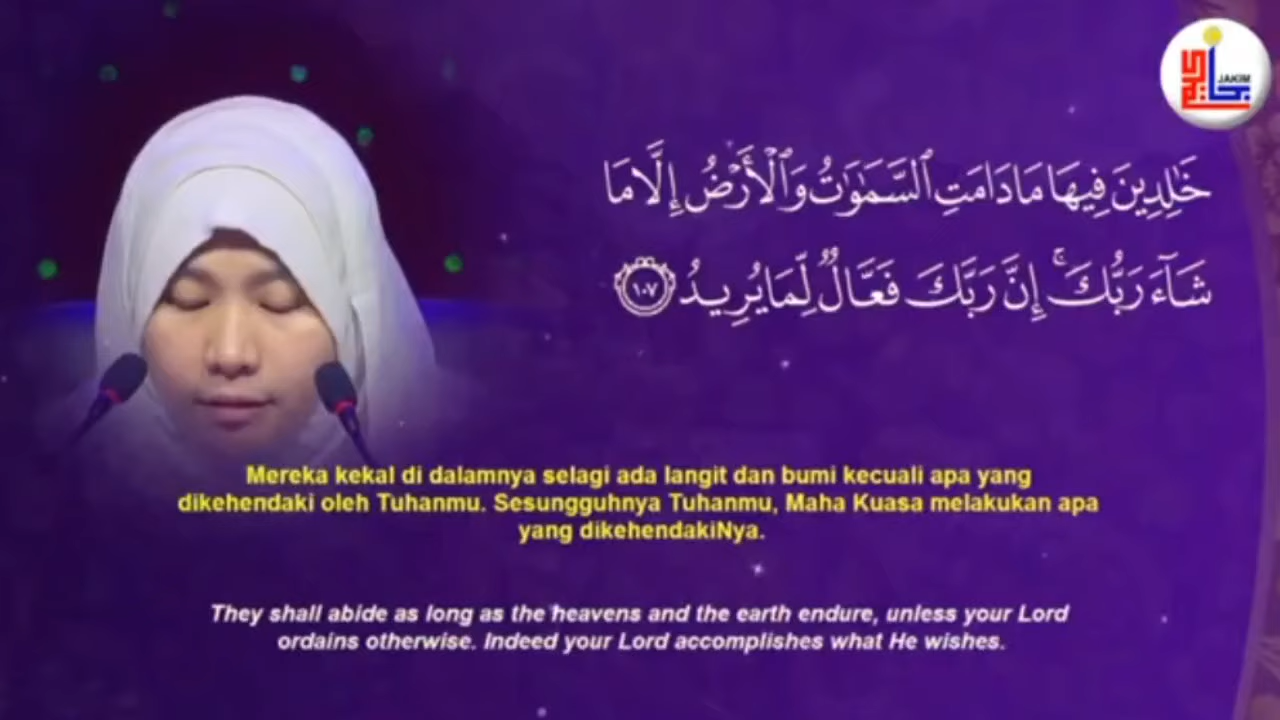 JAKIM
خَٰلِدِينَ فِيهَا مَا دَامَتِ ٱلسَّمَٰوَٰتُ وَٱلْأَرْضُ إِلَّا مَا
شَآءَ رَبُّكَ ۚ إِنَّ رَبَّكَ فَعَّالٌ لِّمَا يُرِيدُ ١٠٧
Mereka kekal di dalamnya selagi ada langit dan bumi kecuali apa yang
dikehendaki oleh Tuhanmu. Sesungguhnya Tuhanmu, Maha Kuasa melakukan apa
yang dikehendakiNya.
They shall abide as long as the heavens and the earth endure, unless your Lord
ordains otherwise. Indeed your Lord accomplishes what He wishes.